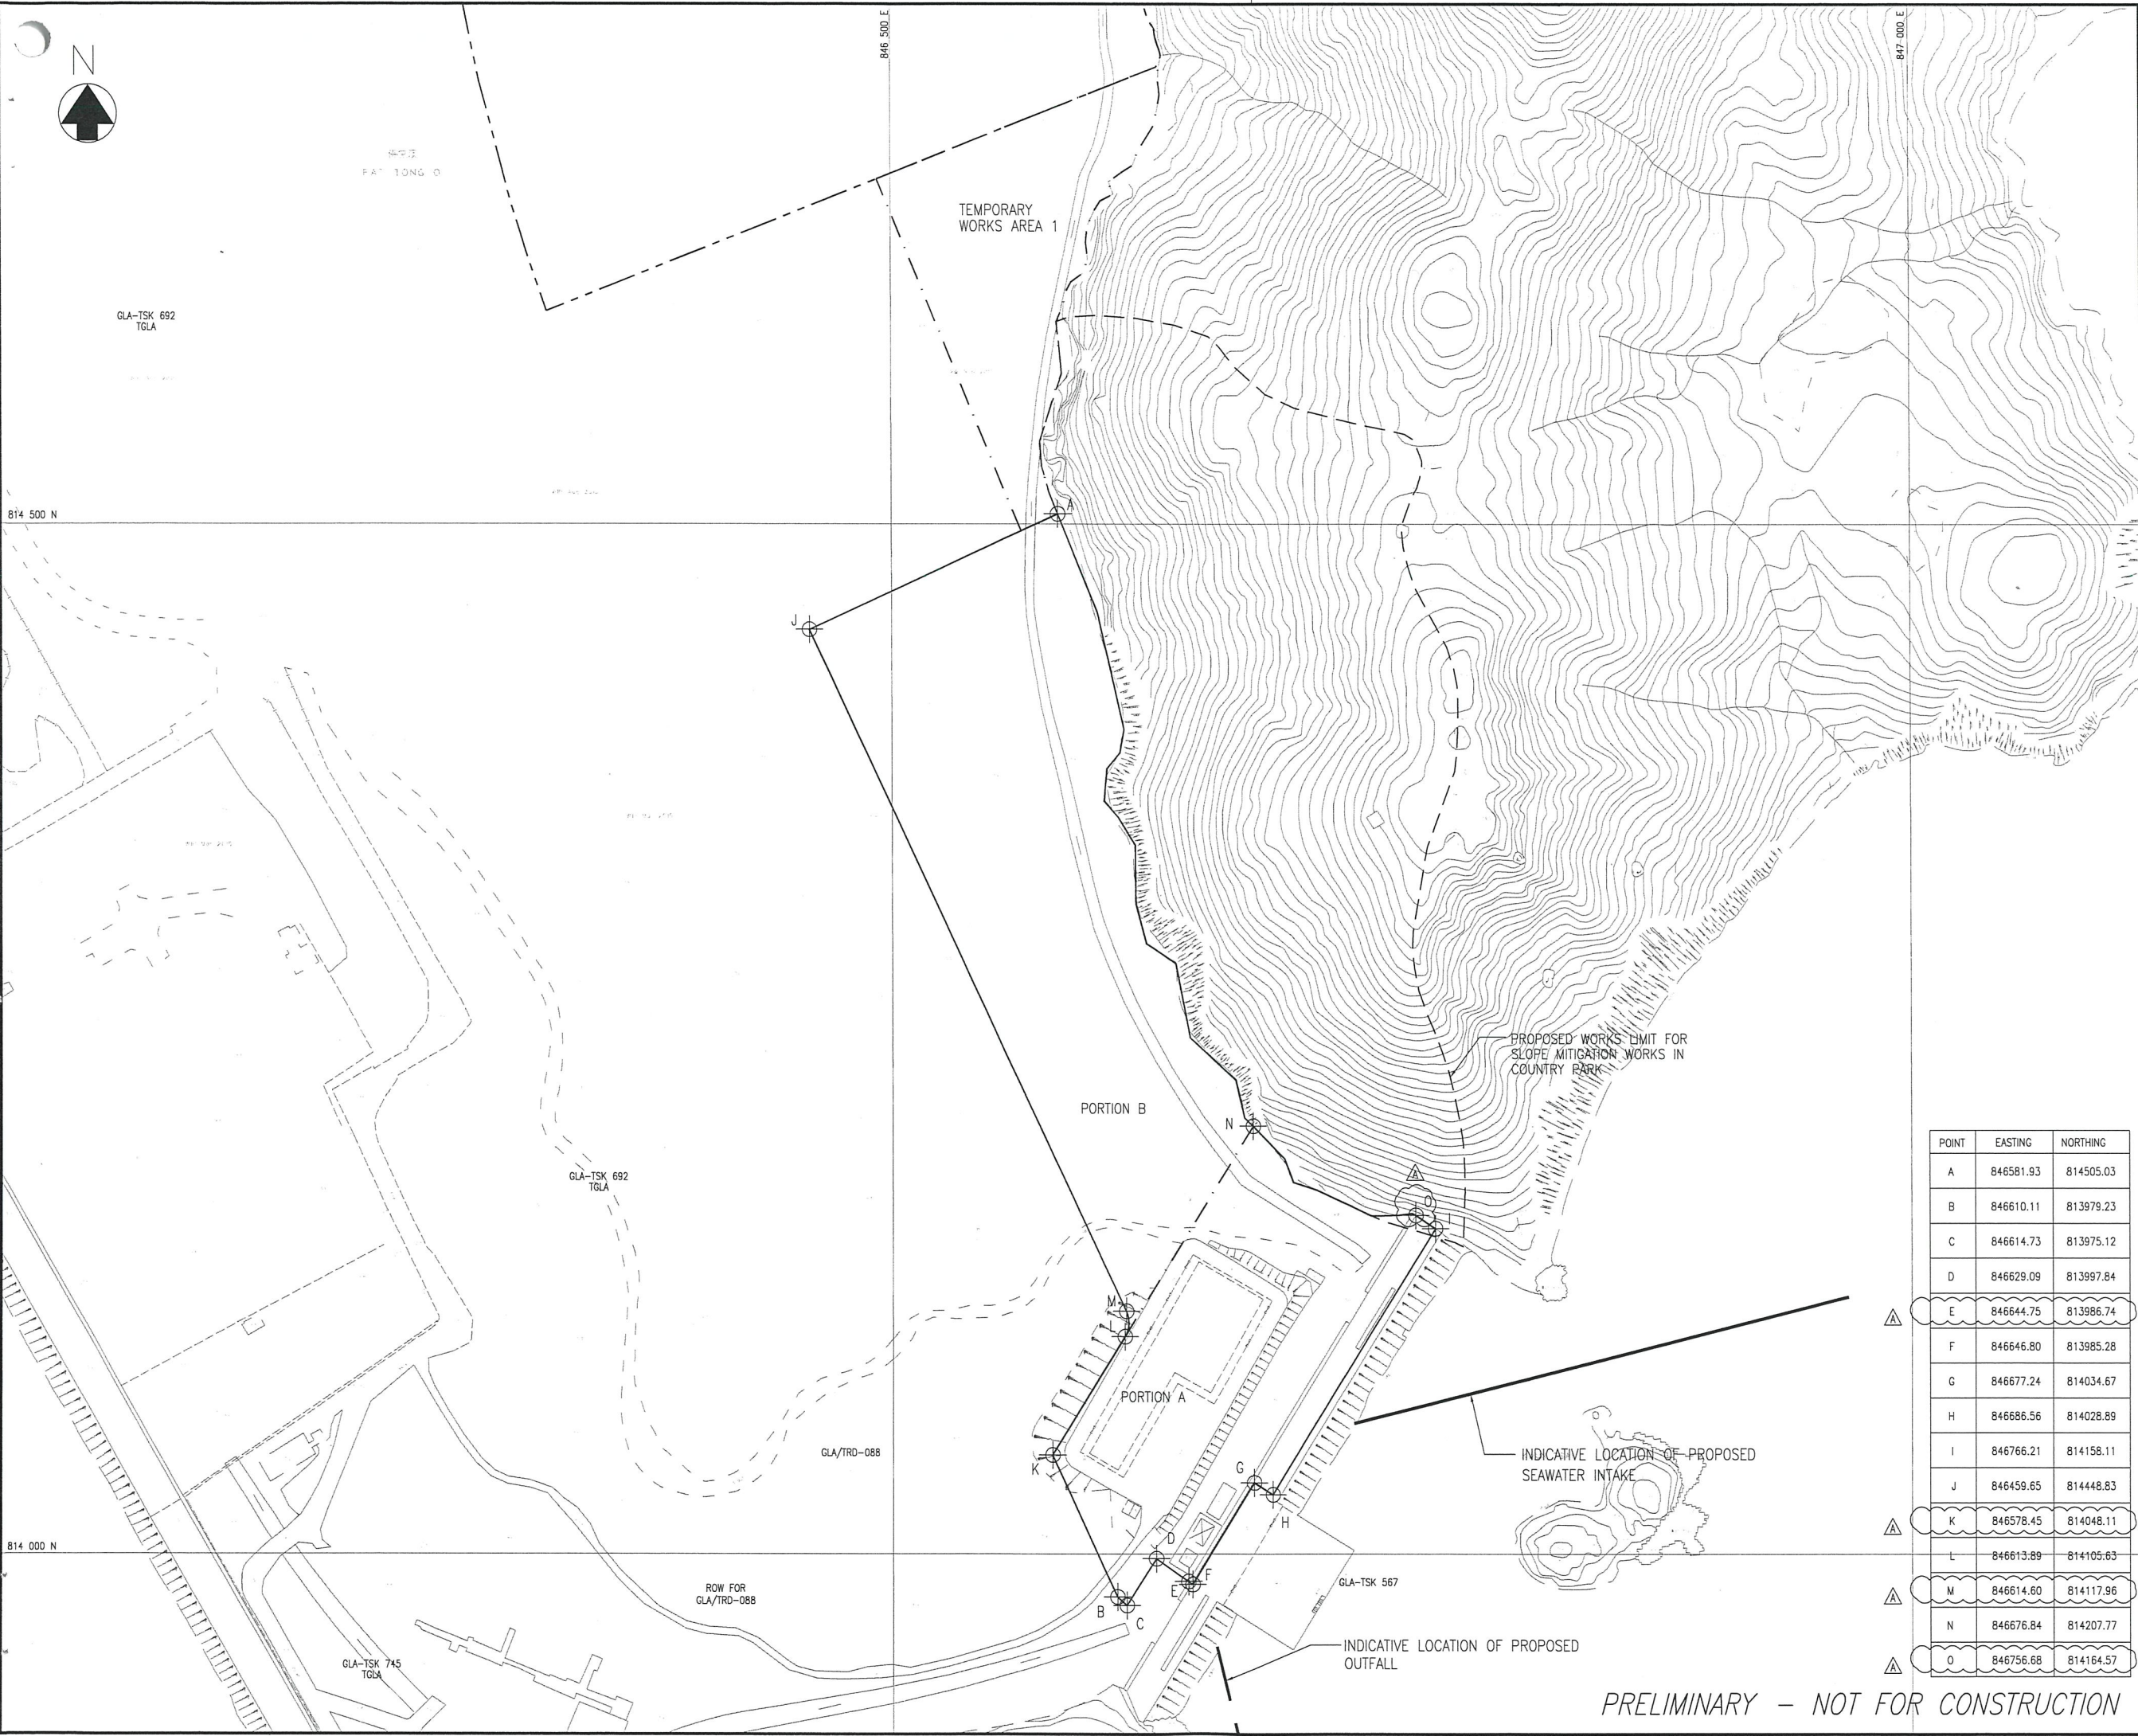 846 500 E
847 000 E
N
TEMPORARY
WORKS AREA 1
GLA-TSK 692
TGLA
814 500 N
A
J
PROPOSED WORKS LIMIT FOR
SLOPE MITIGATION WORKS IN
COUNTRY PARK
PORTION B
N
GLA-TSK 692
TGLA
A
O
I
M
L
PORTION A
GLA/TRD-088
K
G
H
INDICATIVE LOCATION OF PROPOSED
SEAWATER INTAKE
814 000 N
D
E
F
B
C
GLA-TSK 567
ROW FOR
GLA/TRD-088
GLA-TSK 745
TGLA
INDICATIVE LOCATION OF PROPOSED
OUTFALL
POINT EASTING NORTHING
A 846581.93 814505.03
B 846610.11 813979.23
C 846614.73 813975.12
D 846629.09 813997.84
A E 846644.75 813986.74
F 846646.80 813985.28
G 846677.24 814034.67
H 846686.56 814028.89
I 846766.21 814158.11
J 846459.65 814448.83
A K 846578.45 814048.11
L 846613.89 814105.63
A M 846614.60 814117.96
N 846676.84 814207.77
A O 846756.68 814164.57
PRELIMINARY - NOT FOR CONSTRUCTION